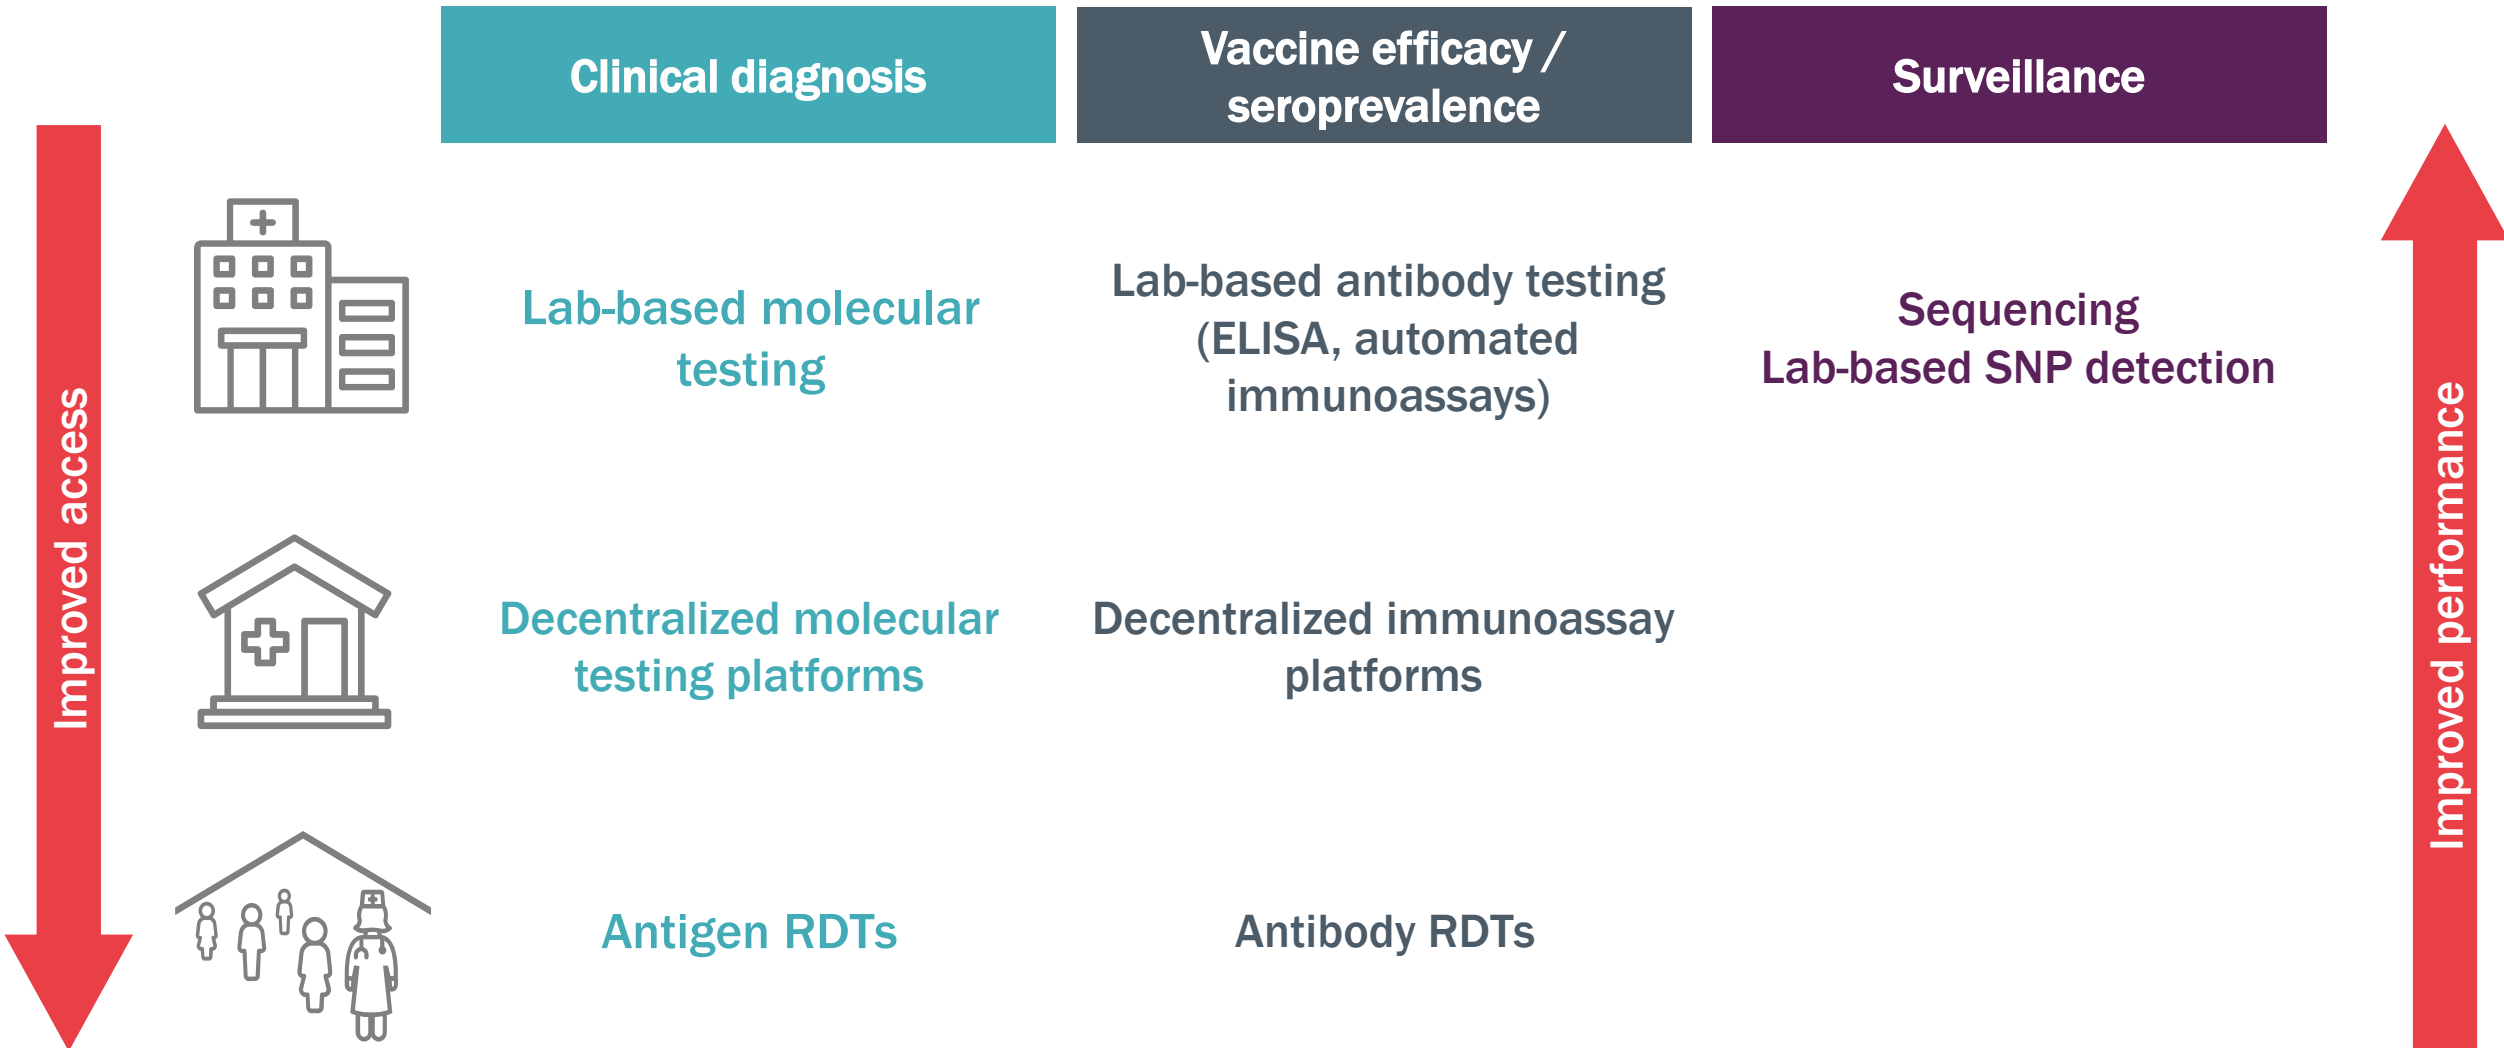 Clinical diagnosis
Vaccine efficacy /
seroprevalence
Surveillance
Improved access
Lab-based molecular
testing
Lab-based antibody testing
(ELISA, automated
immunoassays)
Sequencing
Lab-based SNP detection
Decentralized molecular
testing platforms
Decentralized immunoassay
platforms
Antigen RDTs
Antibody RDTs
Improved performance